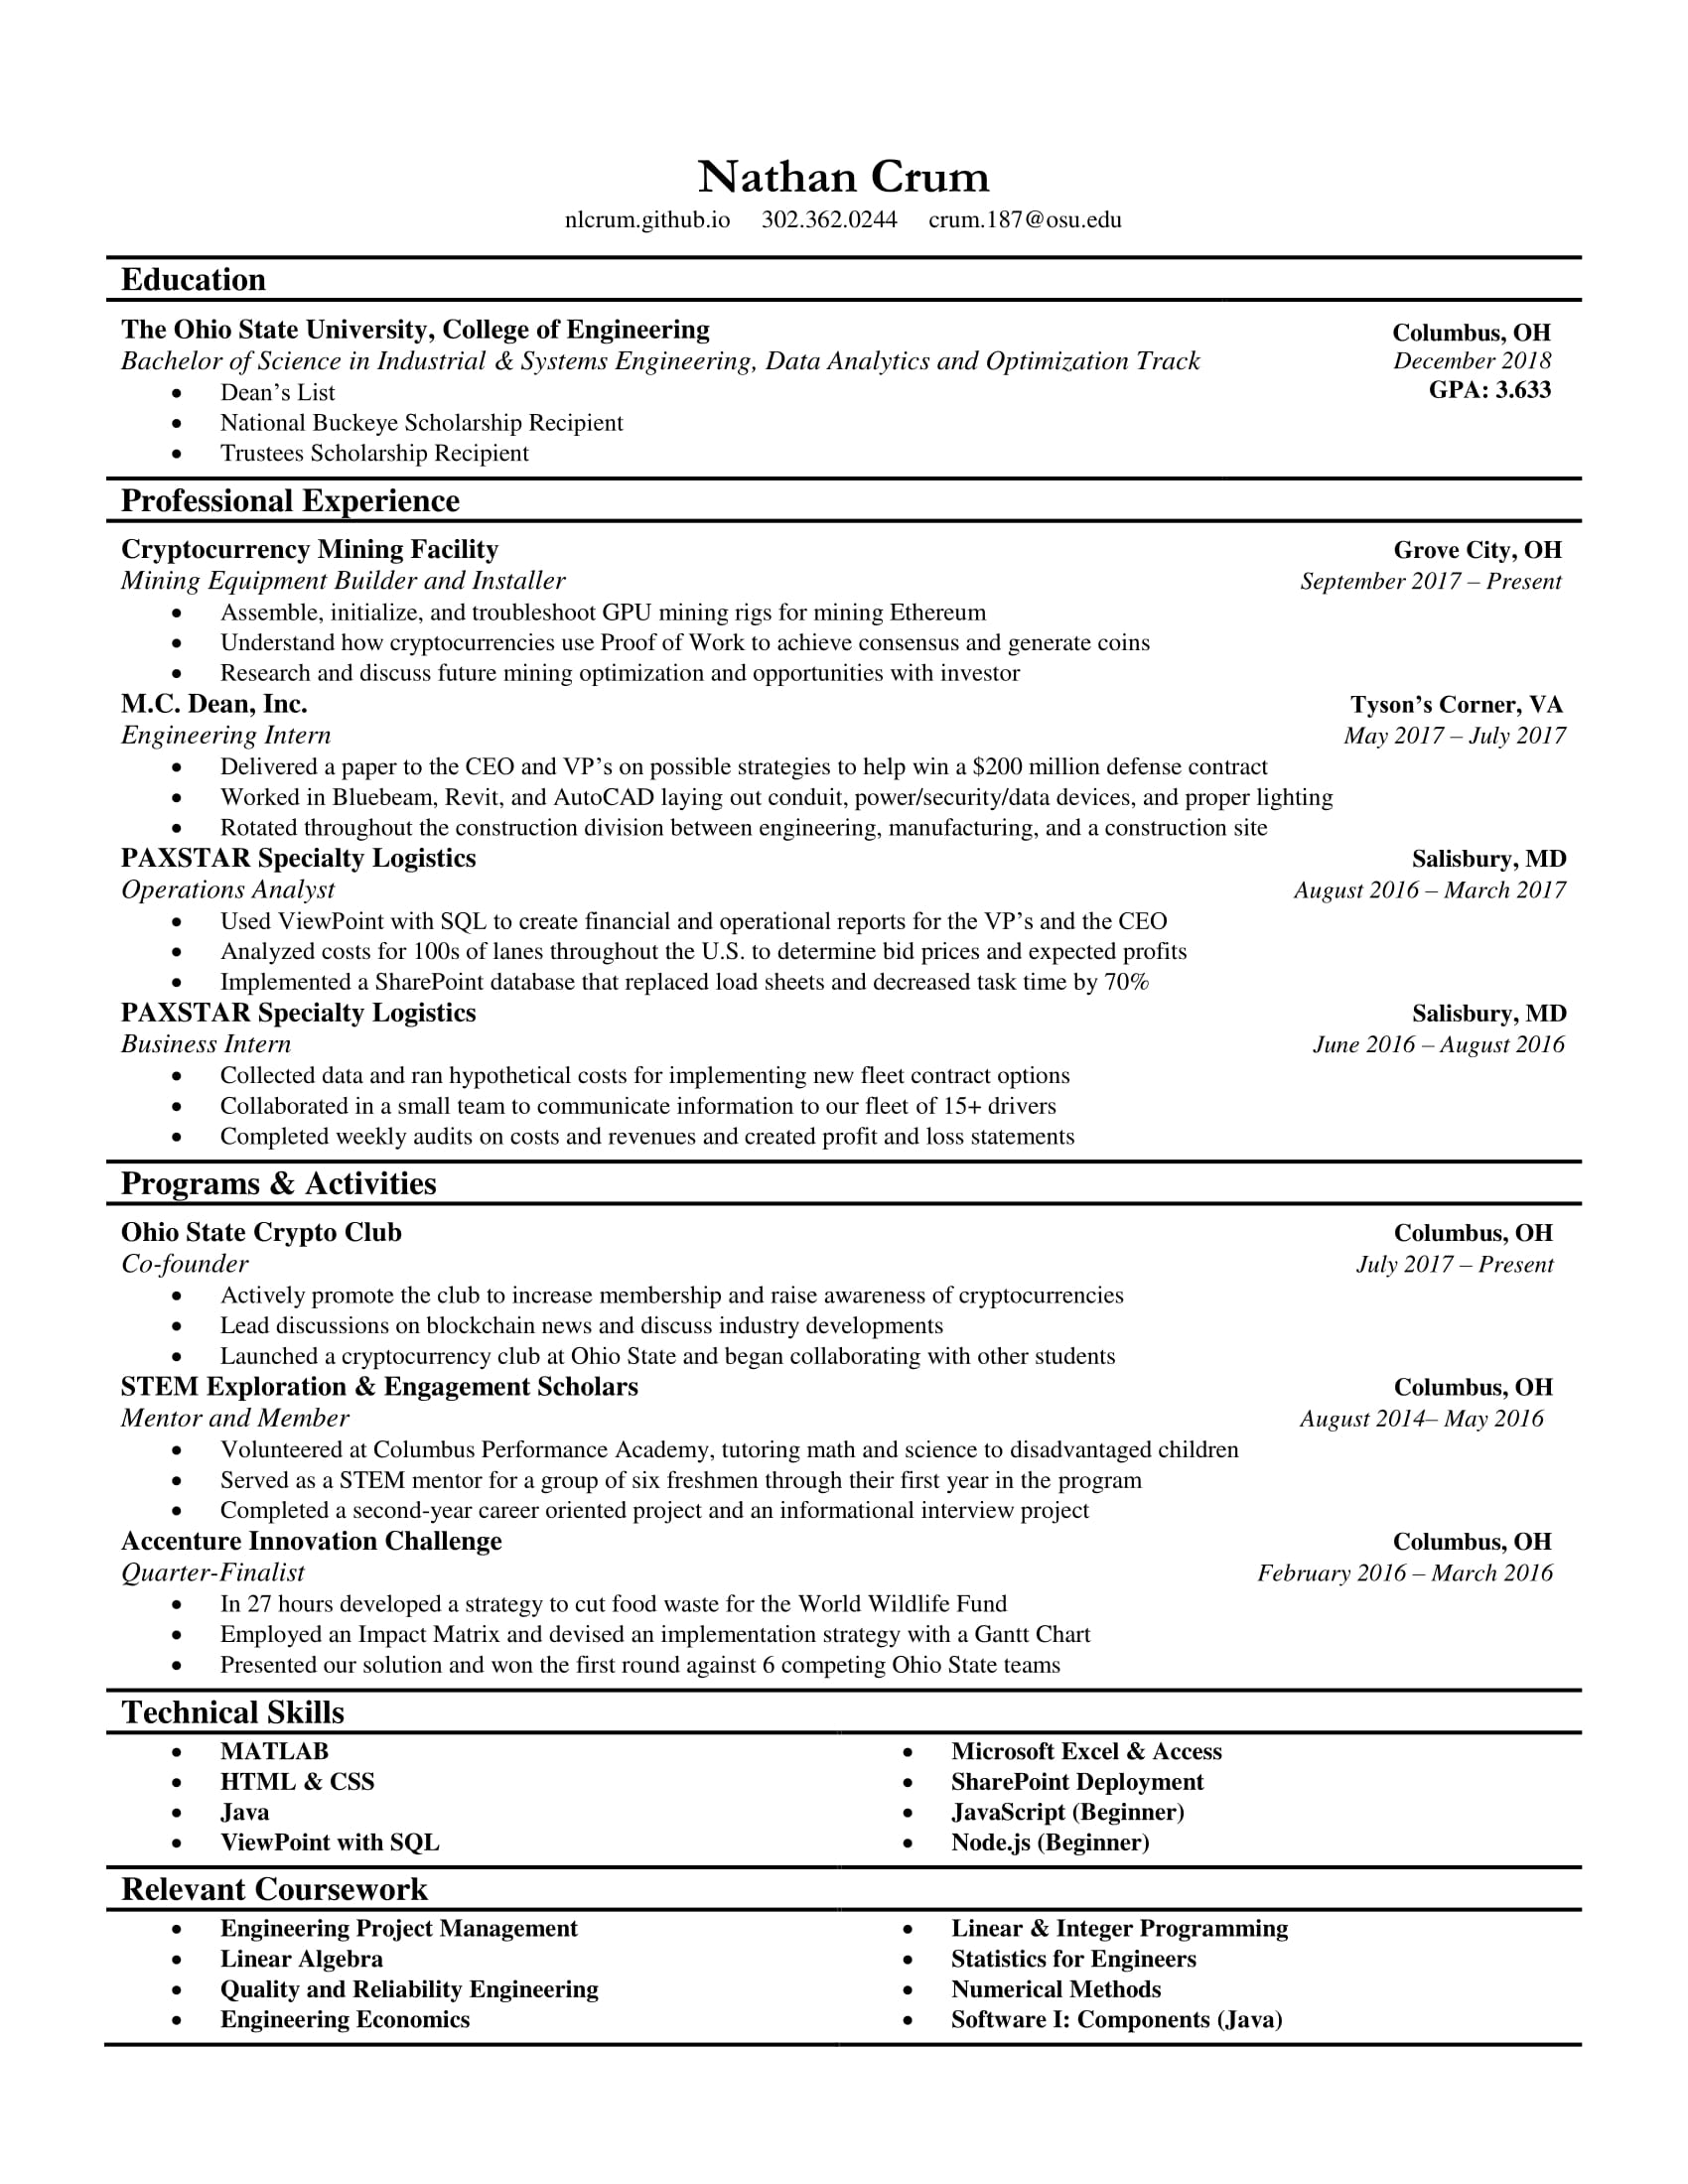 Nathan Crum
nlcrum.github.io 302.362.0244 crum.187@osu.edu
Education
The Ohio State University, College of Engineering Columbus, OH
Bachelor of Science in Industrial & Systems Engineering, Data Analytics and Optimization Track December 2018
• Dean’s List GPA: 3.633
• National Buckeye Scholarship Recipient
• Trustees Scholarship Recipient
Professional Experience
Cryptocurrency Mining Facility Grove City, OH
Mining Equipment Builder and Installer September 2017 – Present
• Assemble, initialize, and troubleshoot GPU mining rigs for mining Ethereum
• Understand how cryptocurrencies use Proof of Work to achieve consensus and generate coins
• Research and discuss future mining optimization and opportunities with investor
M.C. Dean, Inc. Tyson’s Corner, VA
Engineering Intern May 2017 – July 2017
• Delivered a paper to the CEO and VP’s on possible strategies to help win a $200 million defense contract
• Worked in Bluebeam, Revit, and AutoCAD laying out conduit, power/security/data devices, and proper lighting
• Rotated throughout the construction division between engineering, manufacturing, and a construction site
PAXSTAR Specialty Logistics Salisbury, MD
Operations Analyst August 2016 – March 2017
• Used ViewPoint with SQL to create financial and operational reports for the VP’s and the CEO
• Analyzed costs for 100s of lanes throughout the U.S. to determine bid prices and expected profits
• Implemented a SharePoint database that replaced load sheets and decreased task time by 70%
PAXSTAR Specialty Logistics Salisbury, MD
Business Intern June 2016 – August 2016
• Collected data and ran hypothetical costs for implementing new fleet contract options
• Collaborated in a small team to communicate information to our fleet of 15+ drivers
• Completed weekly audits on costs and revenues and created profit and loss statements
Programs & Activities
Ohio State Crypto Club Columbus, OH
Co-founder July 2017 – Present
• Actively promote the club to increase membership and raise awareness of cryptocurrencies
• Lead discussions on blockchain news and discuss industry developments
• Launched a cryptocurrency club at Ohio State and began collaborating with other students
STEM Exploration & Engagement Scholars Columbus, OH
Mentor and Member August 2014– May 2016
• Volunteered at Columbus Performance Academy, tutoring math and science to disadvantaged children
• Served as a STEM mentor for a group of six freshmen through their first year in the program
• Completed a second-year career oriented project and an informational interview project
Accenture Innovation Challenge Columbus, OH
Quarter-Finalist February 2016 – March 2016
• In 27 hours developed a strategy to cut food waste for the World Wildlife Fund
• Employed an Impact Matrix and devised an implementation strategy with a Gantt Chart
• Presented our solution and won the first round against 6 competing Ohio State teams
Technical Skills
• MATLAB • Microsoft Excel & Access
• HTML & CSS • SharePoint Deployment
• Java • JavaScript (Beginner)
• ViewPoint with SQL • Node.js (Beginner)
Relevant Coursework
• Engineering Project Management • Linear & Integer Programming
• Linear Algebra • Statistics for Engineers
• Quality and Reliability Engineering • Numerical Methods
• Engineering Economics • Software I: Components (Java)